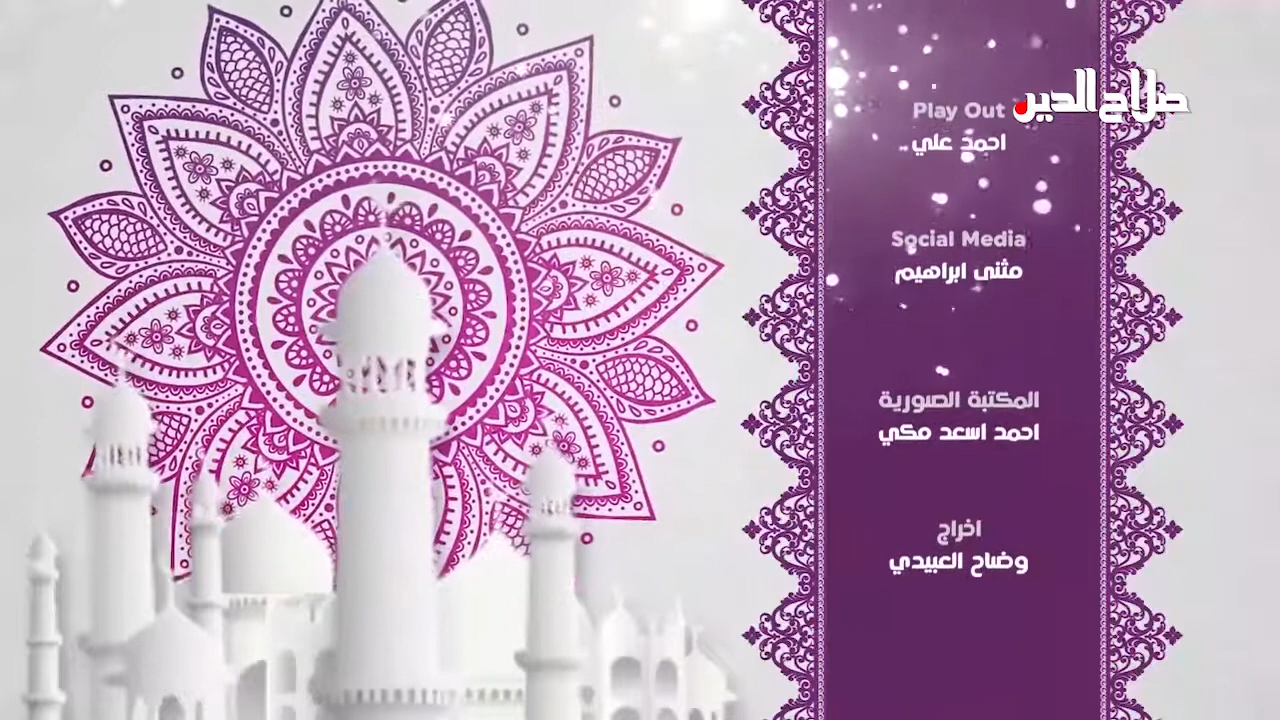 صلاح الدين
Play Out
احمد علي
Social Media
مثنى ابراهيم
المكتبة الصورية
احمد اسعد مكي
اخراج
وضاح العبيدي